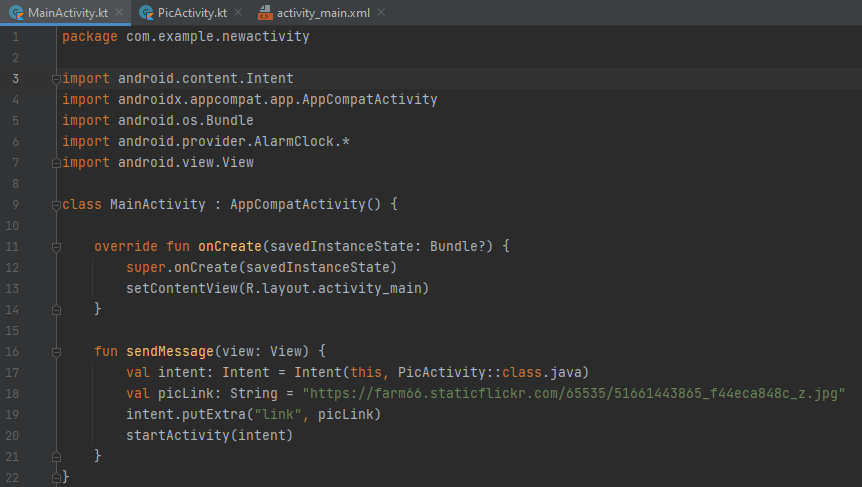 MainActivity.kt PicActivity.kt activity_main.xml
1 package com.example.newactivity
2
3 import android.content.Intent
4 import androidx.appcompat.app.AppCompatActivity
5 import android.os.Bundle
6 import android.provider.AlarmClock.*
7 import android.view.View
8
9 class MainActivity : AppCompatActivity() {
10
11     override fun onCreate(savedInstanceState: Bundle?) {
12         super.onCreate(savedInstanceState)
13         setContentView(R.layout.activity_main)
14     }
15
16     fun sendMessage(view: View) {
17         val intent: Intent = Intent(this, PicActivity::class.java)
18         val picLink: String = "https://farm66.staticflickr.com/65535/51661443865_f44eca848c_z.jpg"
19         intent.putExtra("link", picLink)
20         startActivity(intent)
21     }
22 }